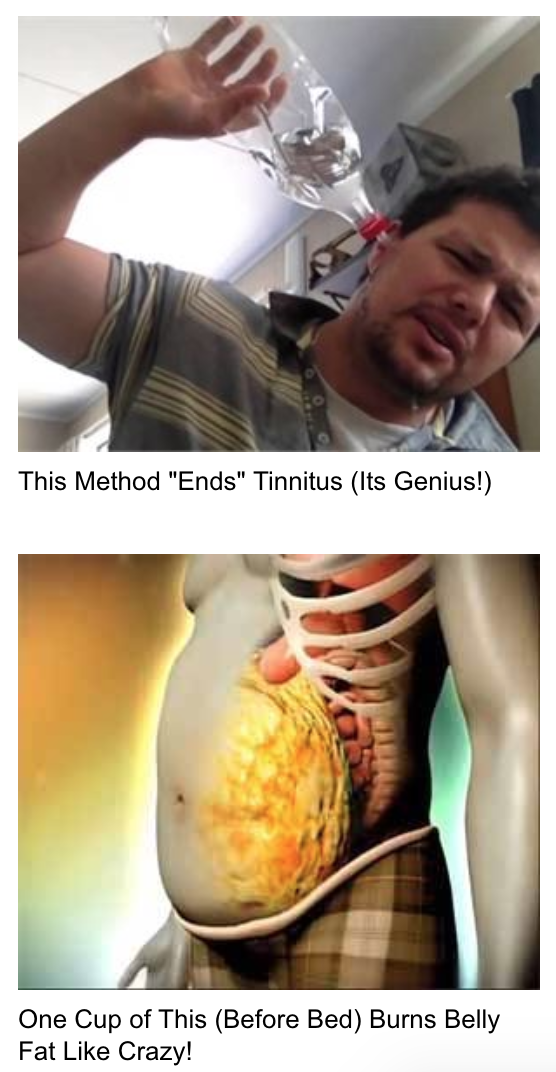 This Method "Ends" Tinnitus (Its Genius!)
One Cup of This (Before Bed) Burns Belly
Fat Like Crazy!